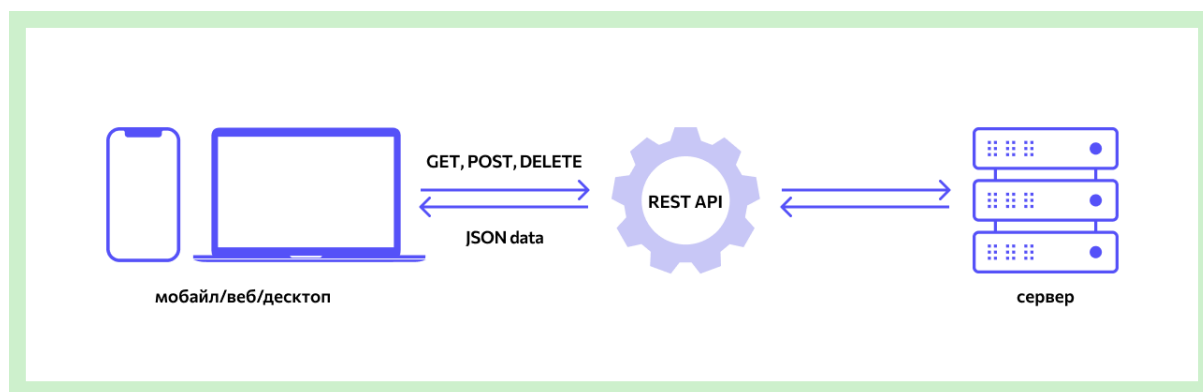 GET, POST, DELETE
REST API
JSON data
мобайл/веб/десктоп
сервер